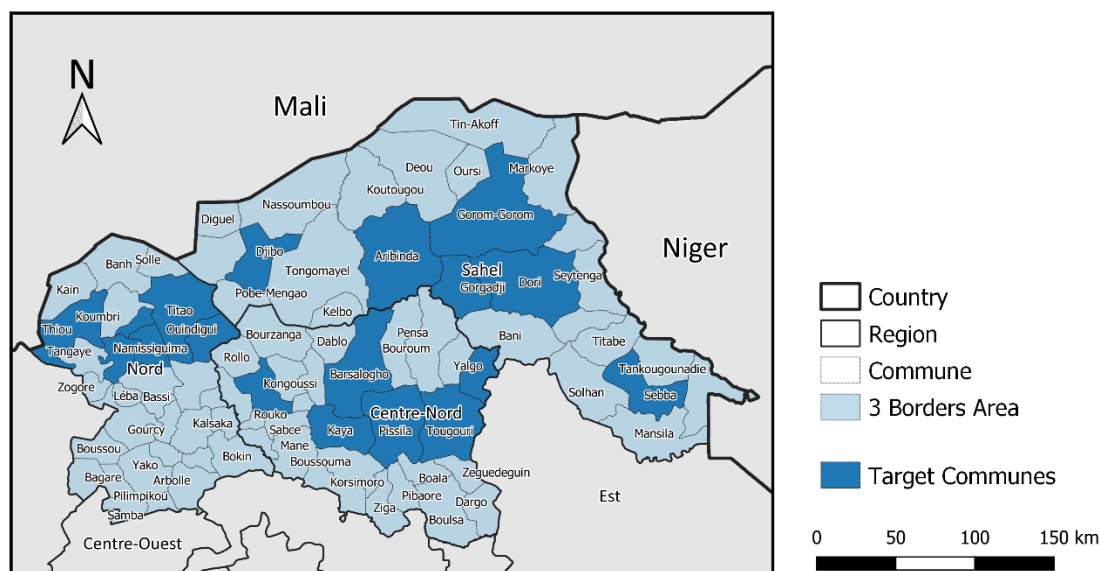 N
Mali
Niger
Tin-Akoff
Deou
Oursi
Markoye
Koutougou
Nassoumbou
Gorom-Gorom
Diguel
Djibo
Aribinda
Tongomayel
Sahel
Gorgadji
Dori
Seytenga
Solle
Banh
Kain
Pobe-Mengao
Kelbo
Koumbri
Titao
Thiou
Ouindigui
Tangaye
Namissiguima
Nord
Zogore
Léba
Bassi
Bourzanga
Dablo
Pensa
Bouroum
Bani
Titabe
Rollo
Barsalogho
Yalgo
Tankougounadie
Kongoussi
Solhan
Sebba
Rouko
Centre-Nord
Sabce
Kaya
Pissila
Tougouri
Mansila
Kalsaka
Gourcy
Mane
Boussou
Yako
Bokin
Boussouma
Zeguedeguin
Bagare
Arbolle
Korsimoro
Boala
Pilimpikou
Pibaore
Dargo
Samba
Ziga
Boulsa
Est
Centre-Ouest
Country
Region
Commune
3 Borders Area
Target Communes
0 50 100 150 km